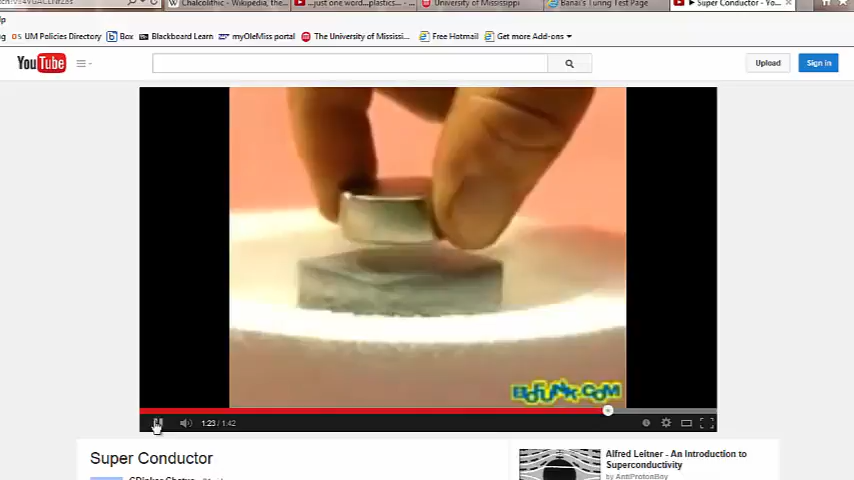 Chalcolithic - Wikipedia, the...
...just one word...plastics... -...
University of Mississippi
Banai's Turing Test Page
Super Conductor - Yo...
UM Policies Directory
Box
Blackboard Learn
myOleMiss portal
The University of Mississi...
Free Hotmail
Get more Add-ons
YouTube
Upload
Sign in
BoFunk.com
1:23 / 1:42
Super Conductor
Alfred Leitner - An Introduction to
Superconductivity
by AntiProtonBoy